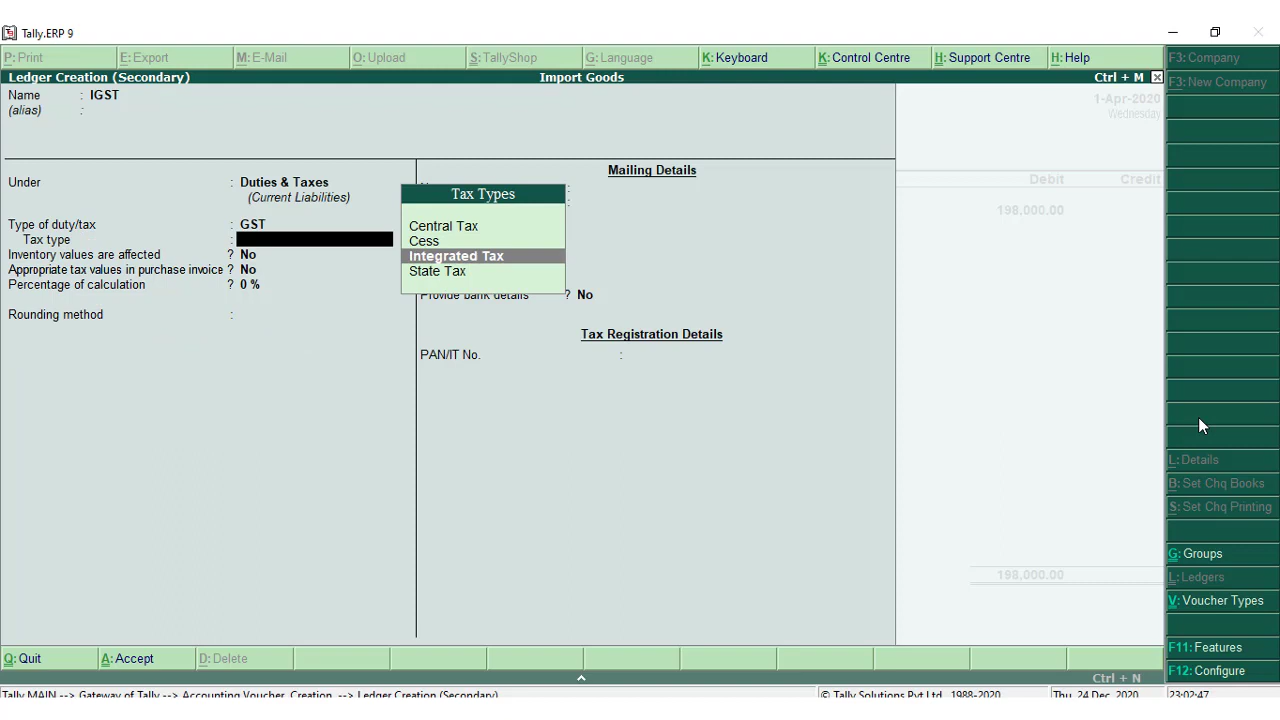 Tally.ERP 9
P: Print E: Export M: E-Mail O: Upload S: TallyShop G: Language K: Keyboard K: Control Centre H: Support Centre H: Help
F3: Company
Ledger Creation (Secondary) Import Goods Ctrl + M
F3: New Company
Name : IGST
(alias) :
1-Apr-2020
Wednesday
Under : Duties & Taxes
(Current Liabilities)
Type of duty/tax : GST
Tax type :
Inventory values are affected ? No
Appropriate tax values in purchase invoice ? No
Percentage of calculation ? 0 %
Rounding method :
Tax Types
Central Tax
Cess
Integrated Tax
State Tax
Mailing Details
Provide bank details ? No
Tax Registration Details
PAN/IT No. :
Debit Credit
198,000.00
198,000.00
L: Details
B: Set Chq Books
S: Set Chq Printing
G: Groups
L: Ledgers
V: Voucher Types
F11: Features
F12: Configure
Q: Quit A: Accept D: Delete
Ctrl + N
Tally MAIN --> Gateway of Tally --> Accounting Voucher Creation --> Ledger Creation (Secondary)
© Tally Solutions Pvt Ltd., 1988-2020
Thu, 24 Dec, 2020
23:02:47